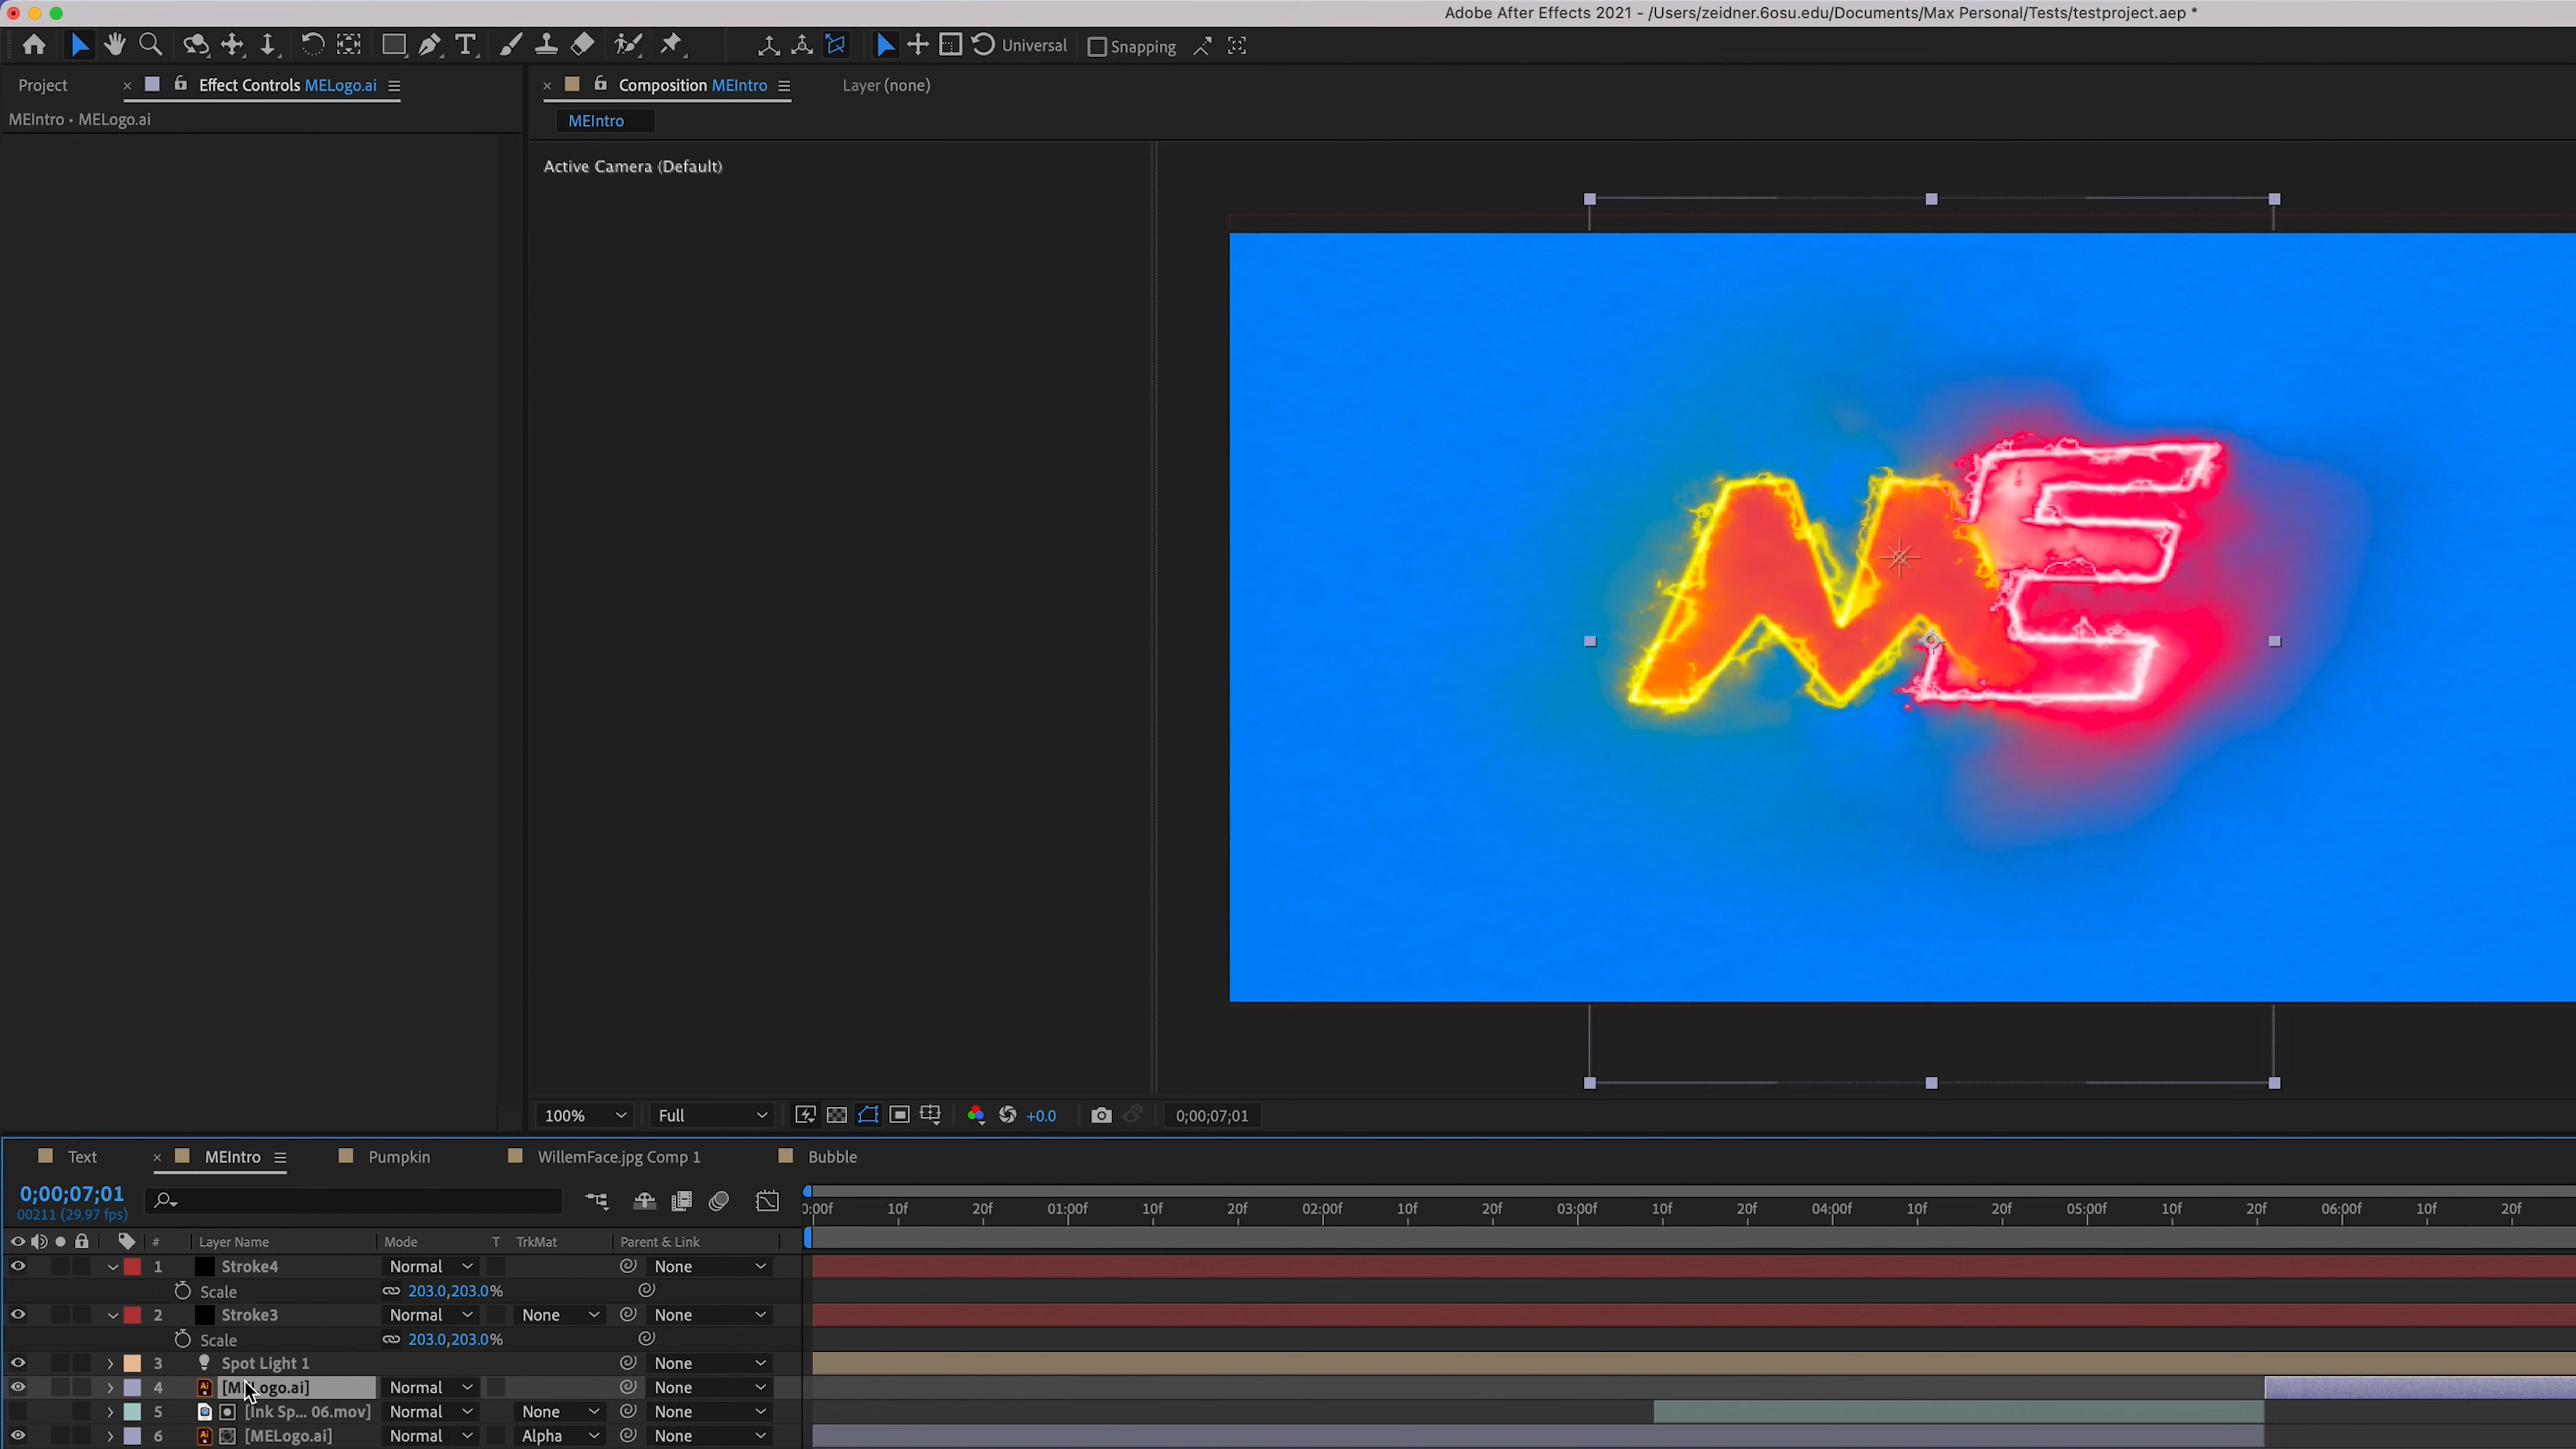 Adobe After Effects 2021 - /Users/zeidner.6osu.edu/Documents/Max Personal/Tests/testproject.aep *
Universal
Snapping
Project
Effect Controls MELogo.ai
Composition MEIntro
Layer (none)
MEIntro • MELogo.ai
MEIntro
Active Camera (Default)
ME
100%
Full
+0.0
0;00;07;01
Text
MEIntro
Pumpkin
WillemFace.jpg Comp 1
Bubble
0;00;07;01
00211 (29.97 fps)
0:00f 10f 20f 01:00f 10f 20f 02:00f 10f 20f 03:00f 10f 20f 04:00f 10f 20f 05:00f 10f 20f 06:00f 10f 20f
# Layer Name Mode T TrkMat Parent & Link
1 Stroke4 Normal None
Scale 203.0,203.0%
2 Stroke3 Normal None None
Scale 203.0,203.0%
3 Spot Light 1 None
4 [MELogo.ai] Normal None
5 [Ink Sp... 06.mov] Normal None None
6 [MELogo.ai] Normal Alpha None